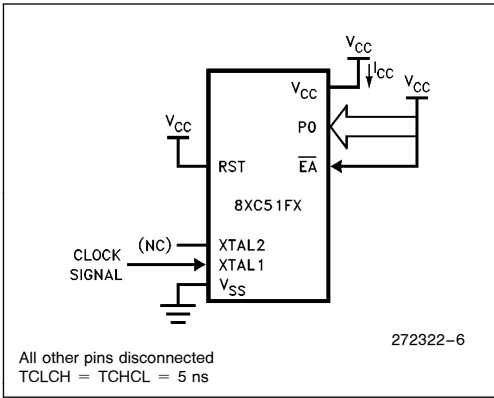 VCC
ICC
VCC
VCC
VCC
P0
RST
EA
8XC51FX
(NC)
XTAL2
CLOCK
SIGNAL
XTAL1
VSS
272322-6
All other pins disconnected
TCLCH = TCHCL = 5 ns